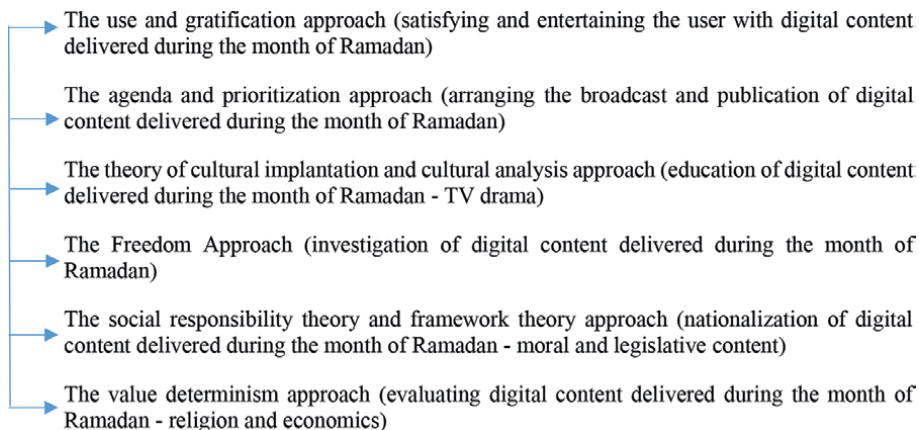 The use and gratification approach (satisfying and entertaining the user with digital content
delivered during the month of Ramadan)
The agenda and prioritization approach (arranging the broadcast and publication of digital
content delivered during the month of Ramadan)
The theory of cultural implantation and cultural analysis approach (education of digital content
delivered during the month of Ramadan - TV drama)
The Freedom Approach (investigation of digital content delivered during the month of
Ramadan)
The social responsibility theory and framework theory approach (nationalization of digital
content delivered during the month of Ramadan - moral and legislative content)
The value determinism approach (evaluating digital content delivered during the month of
Ramadan - religion and economics)